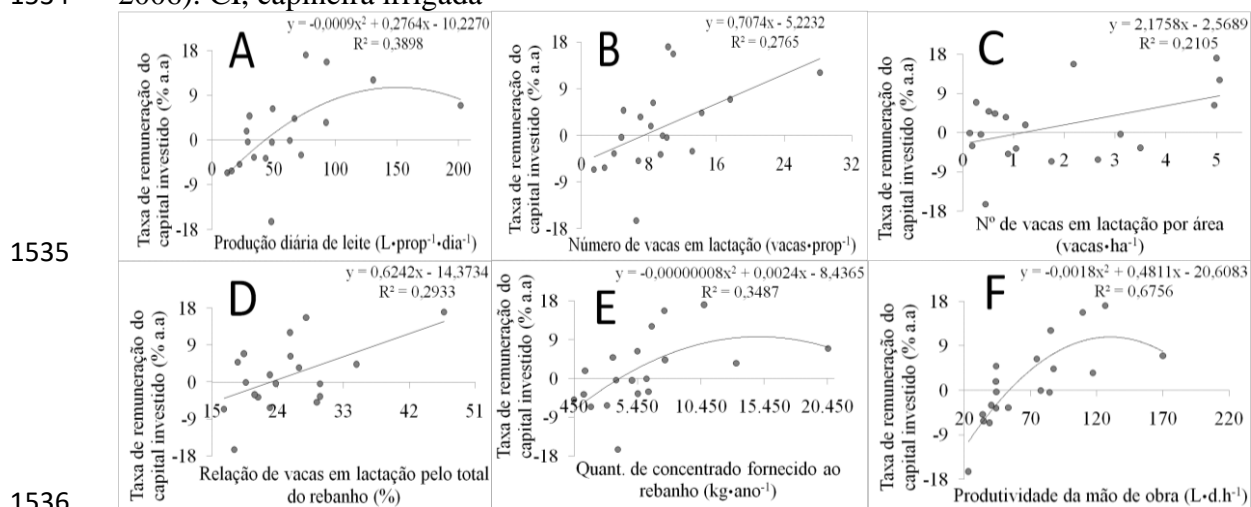 1534 2008). CI, capineira irrigada
A
y = -0,0009x² + 0,2764x - 10,2270
R² = 0,3898
Taxa de remuneração do capital investido (% a.a)
18
9
0
-9
-18
0 50 100 150 200
Produção diária de leite (L•prop⁻¹•dia⁻¹)
B
y = 0,7074x - 5,2232
R² = 0,2765
Taxa de remuneração do capital investido (% a.a)
18
9
0
-9
-18
0 8 16 24 32
Número de vacas em lactação (vacas•prop⁻¹)
C
y = 2,1758x - 2,5689
R² = 0,2105
Taxa de remuneração do capital investido (% a.a)
18
9
0
-9
-18
0 1 2 3 4 5
Nº de vacas em lactação por área
(vacas•ha⁻¹)
1535
D
y = 0,6242x - 14,3734
R² = 0,2933
Taxa de remuneração do capital investido (% a.a)
18
9
0
-9
-18
15 24 33 42 51
Relação de vacas em lactação pelo total
do rebanho (%)
E
y = -0,00000008x² + 0,0024x - 8,4365
R² = 0,3487
Taxa de remuneração do capital investido (% a.a)
18
9
0
-9
-18
450 5.450 10.450 15.450 20.450
Quant. de concentrado fornecido ao
rebanho (kg•ano⁻¹)
F
y = -0,0018x² + 0,4811x - 20,6083
R² = 0,6756
Taxa de remuneração do capital investido (% a.a)
18
9
0
-9
-18
20 70 120 170 220
Produtividade da mão de obra (L•d.h⁻¹)
1536